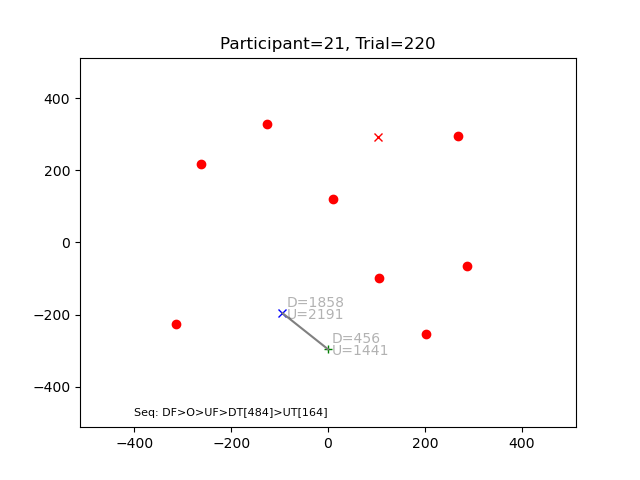 Participant=21, Trial=220
400
200
0
−200
−400
D=1858
U=2191
D=456
U=1441
Seq: DF>O>UF>DT[484]>UT[164]
−400
−200
0
200
400